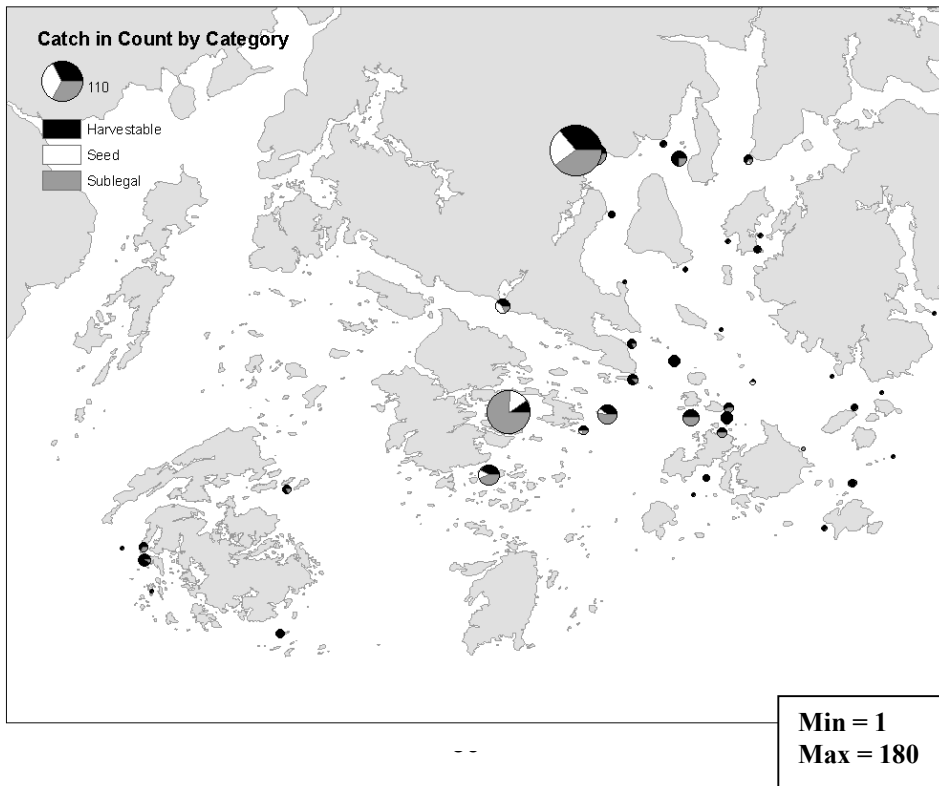 Catch in Count by Category
110
Harvestable
Seed
Sublegal
Min = 1
Max = 180